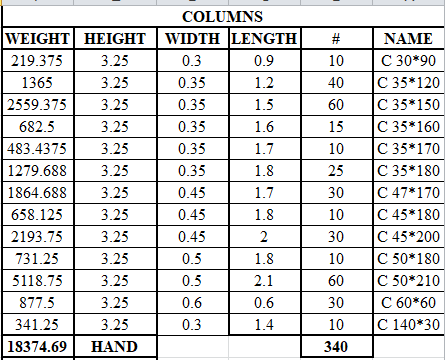 COLUMNS
WEIGHT HEIGHT WIDTH LENGTH # NAME
219.375 3.25 0.3 0.9 10 C 30*90
1365 3.25 0.35 1.2 40 C 35*120
2559.375 3.25 0.35 1.5 60 C 35*150
682.5 3.25 0.35 1.6 15 C 35*160
483.4375 3.25 0.35 1.7 10 C 35*170
1279.688 3.25 0.35 1.8 25 C 35*180
1864.688 3.25 0.45 1.7 30 C 47*170
658.125 3.25 0.45 1.8 10 C 45*180
2193.75 3.25 0.45 2 30 C 45*200
731.25 3.25 0.5 1.8 10 C 50*180
5118.75 3.25 0.5 2.1 60 C 50*210
877.5 3.25 0.6 0.6 30 C 60*60
341.25 3.25 0.3 1.4 10 C 140*30
18374.69 HAND 340